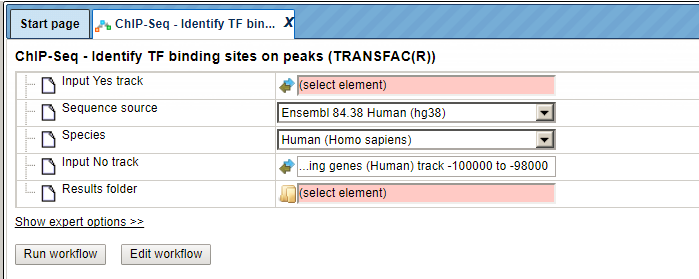 Start page
ChIP-Seq - Identify TF bin... X
ChIP-Seq - Identify TF binding sites on peaks (TRANSFAC(R))
Input Yes track (select element)
Sequence source Ensembl 84.38 Human (hg38)
Species Human (Homo sapiens)
Input No track ...ing genes (Human) track -100000 to -98000
Results folder (select element)
Show expert options >>
Run workflow Edit workflow